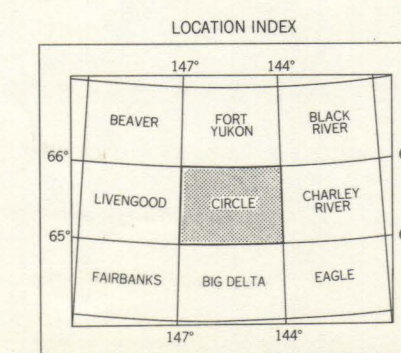 LOCATION INDEX
147° 144°
BEAVER FORT YUKON BLACK RIVER
66°
LIVENGOOD CIRCLE CHARLEY RIVER
65°
FAIRBANKS BIG DELTA EAGLE
147° 144°